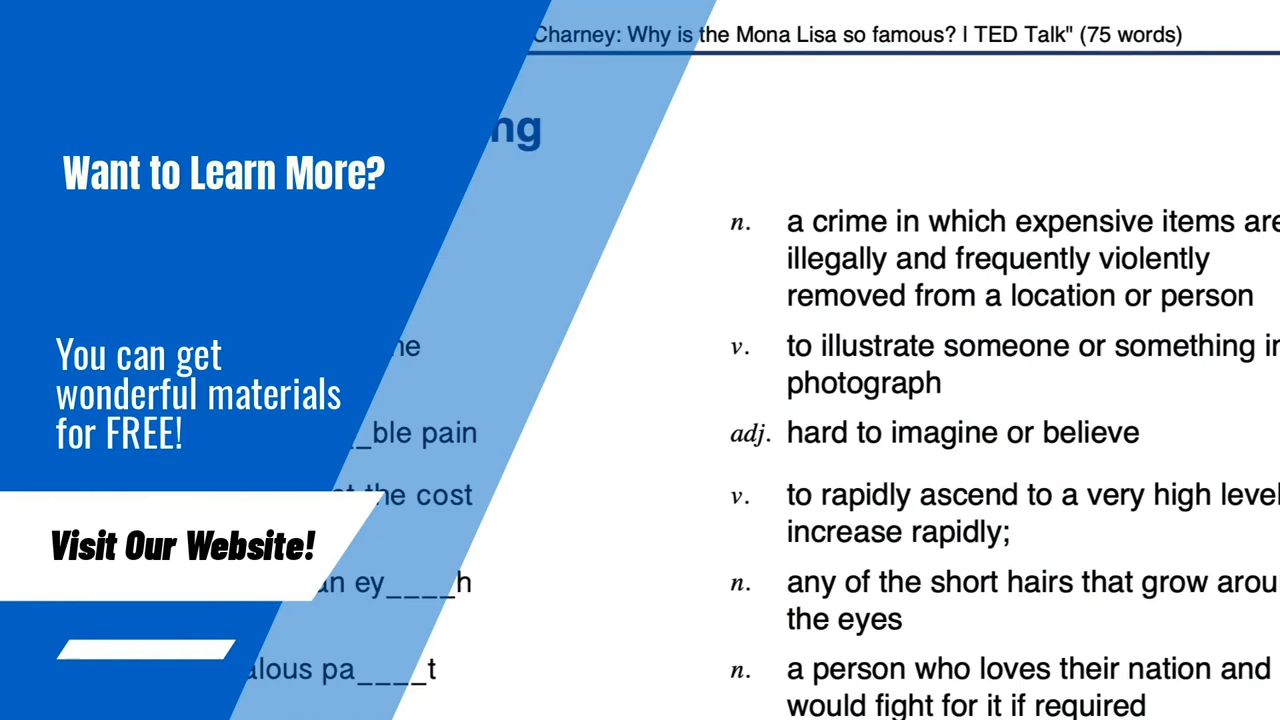 Charney: Why is the Mona Lisa so famous? | TED Talk" (75 words)
Want to Learn More?
You can get
wonderful materials
for FREE!
Visit Our Website!
ng
n. a crime in which expensive items are
illegally and frequently violently
removed from a location or person
v. to illustrate someone or something in
photograph
__ble pain adj. hard to imagine or believe
the cost v. to rapidly ascend to a very high level
increase rapidly;
an ey____h n. any of the short hairs that grow arou
the eyes
alous pa____t n. a person who loves their nation and
would fight for it if required